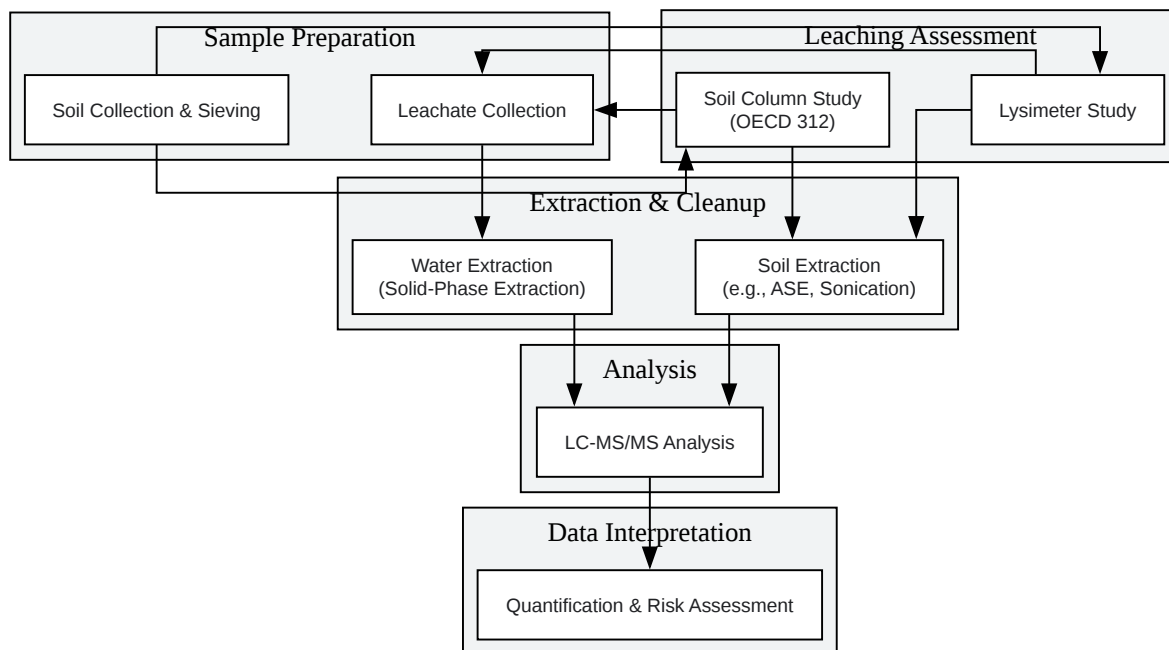 Sample Preparation
Leaching Assessment
Soil Collection & Sieving
Leachate Collection
Soil Column Study
(OECD 312)
Lysimeter Study
Extraction & Cleanup
Water Extraction
(Solid-Phase Extraction)
Soil Extraction
(e.g., ASE, Sonication)
Analysis
LC-MS/MS Analysis
Data Interpretation
Quantification & Risk Assessment